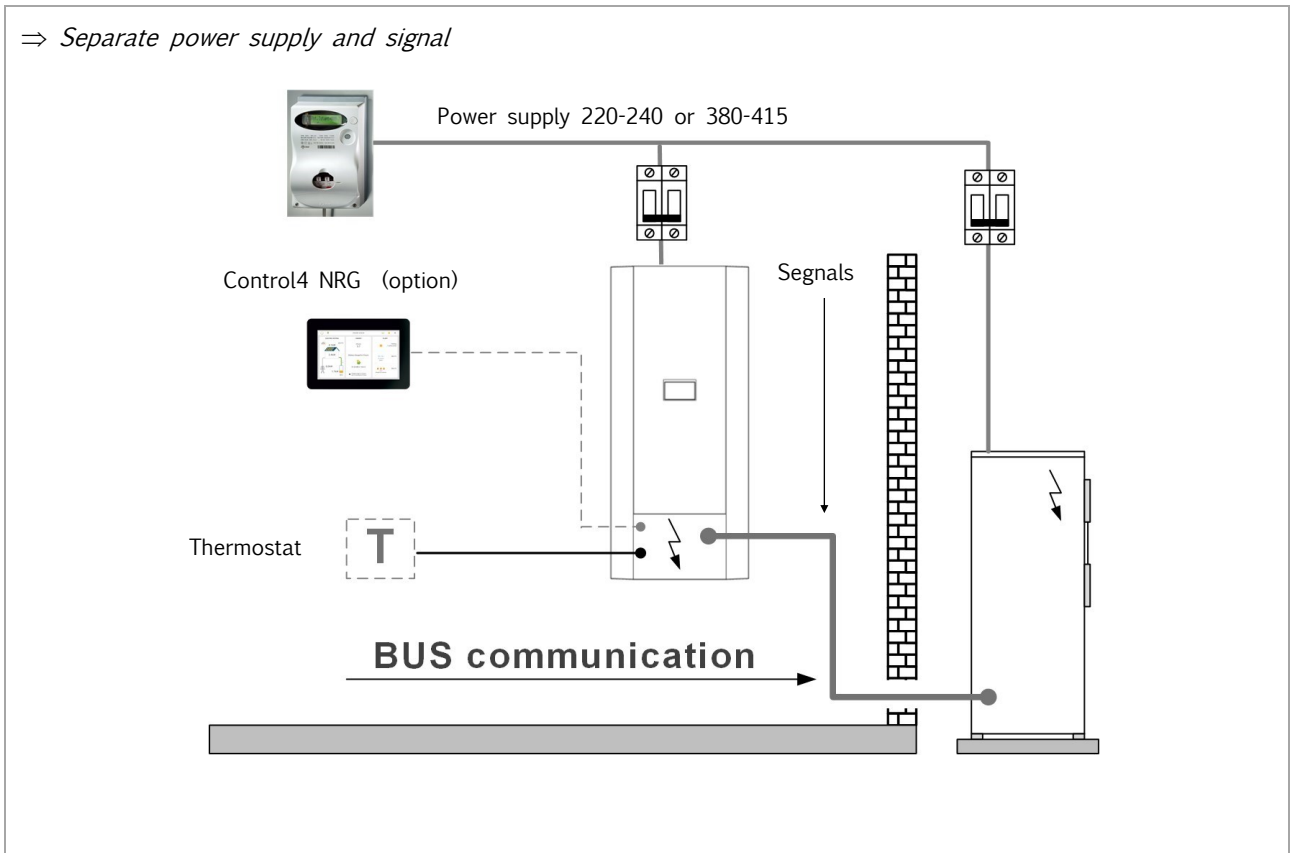 ⇒ Separate power supply and signal
Power supply 220-240 or 380-415
Control4 NRG (option)
Segnals
Thermostat
T
BUS communication